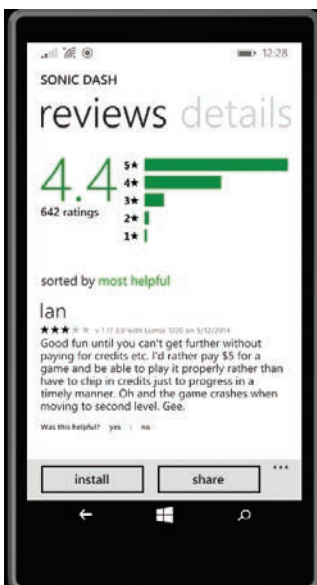 12:28
SONIC DASH
reviews details
4.4
642 ratings
5★
4★
3★
2★
1★
sorted by most helpful
Ian
★★★★★ v 1.17.3.0 with Lumia 1020 on 5/12/2014
Good fun until you can't get further without
paying for credits etc. I'd rather pay $5 for a
game and be able to play it properly rather than
have to chip in credits just to progress in a
timely manner. Oh and the game crashes when
moving to second level. Gee.
Was this helpful? yes | no
install share